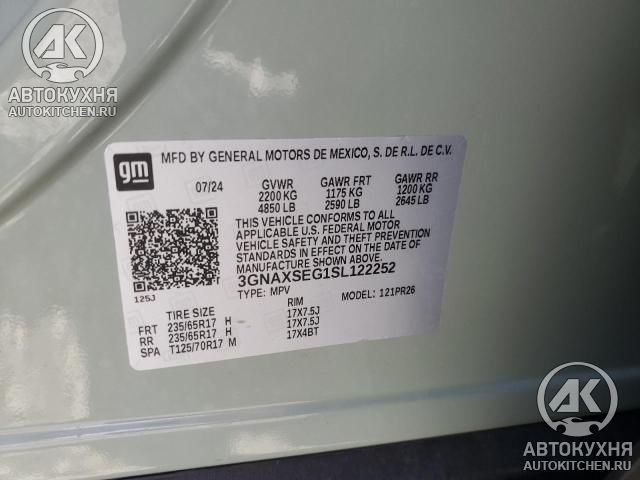 AK
АВТОКУХНЯ
AUTOKITCHEN.RU
gm
MFD BY GENERAL MOTORS DE MEXICO, S. DE R.L. DE C.V.
07/24 GVWR GAWR FRT GAWR RR
2200 KG 1175 KG 1200 KG
4850 LB 2590 LB 2645 LB
THIS VEHICLE CONFORMS TO ALL
APPLICABLE U.S. FEDERAL MOTOR
VEHICLE SAFETY AND THEFT PREVENTION
STANDARDS IN EFFECT ON THE DATE OF
MANUFACTURE SHOWN ABOVE.
3GNAXSEG1SL122252
125J TYPE: MPV MODEL: 121PR26
TIRE SIZE RIM
FRT 235/65R17 H 17X7.5J
RR 235/65R17 H 17X7.5J
SPA T125/70R17 M 17X4BT
AK
АВТОКУХНЯ
AUTOKITCHEN.RU